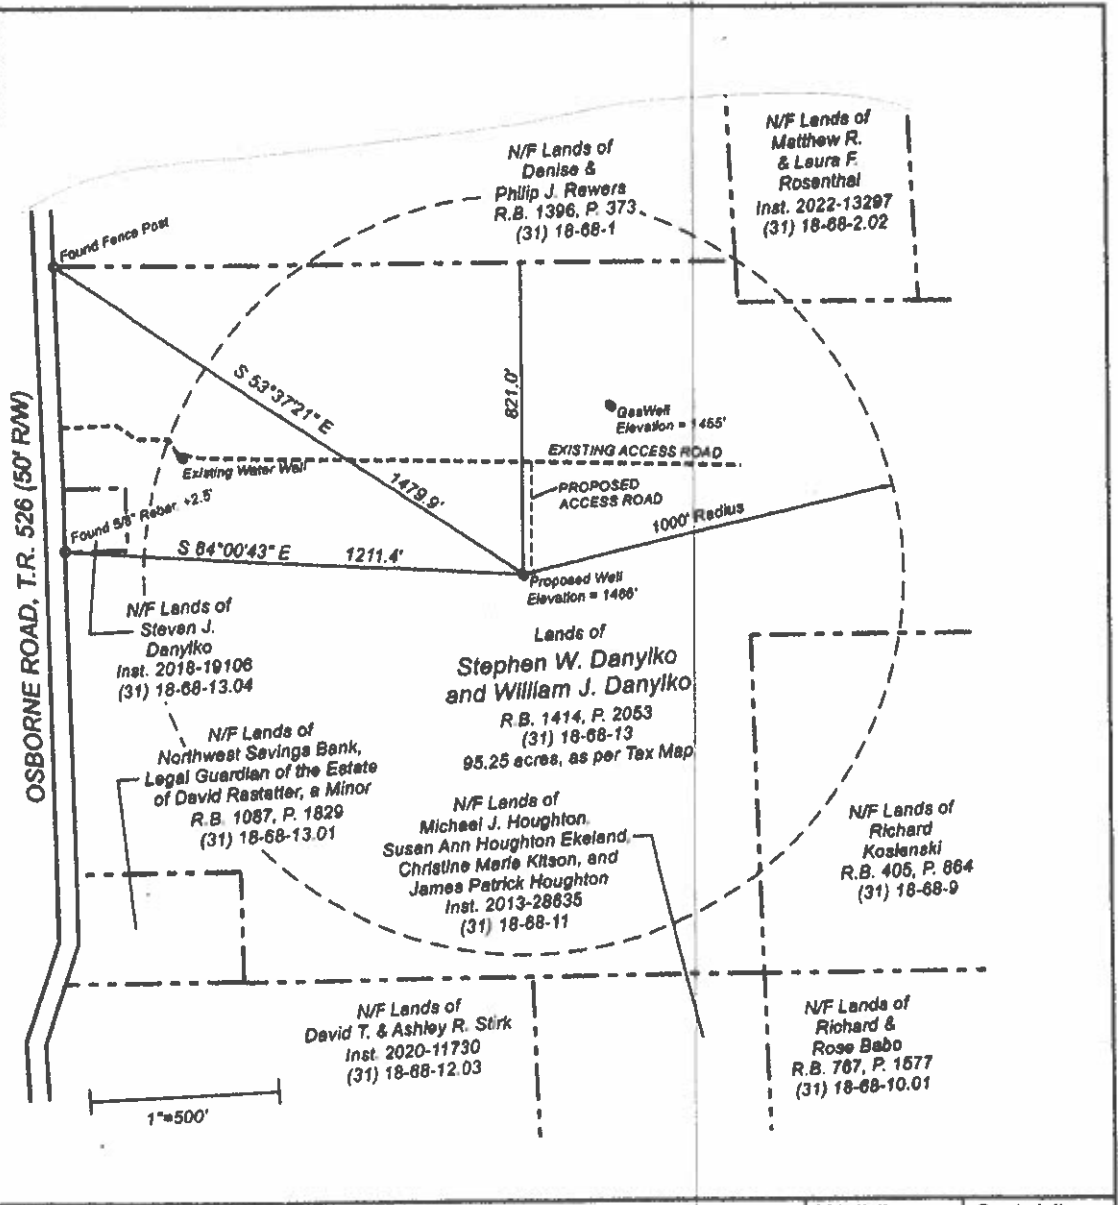 N/F Lands of
Matthew R.
& Laura F.
Rosenthal
Inst. 2022-13297
(31) 18-68-2.02
N/F Lands of
Denise &
Philip J. Rewers
R.B. 1396, P. 373
(31) 18-68-1
Found Fence Post
S 53°37'21" E
1479.9'
821.0'
GasWell
Elevation = 1455'
EXISTING ACCESS ROAD
Existing Water Well
PROPOSED
ACCESS ROAD
1000' Radius
OSBORNE ROAD, T.R. 526 (50' R/W)
Found 5/8" Rebar, +2.5'
S 64°00'43" E 1211.4'
Proposed Well
Elevation = 1466'
N/F Lands of
Steven J.
Danylko
Inst. 2018-19106
(31) 18-68-13.04
Lands of
Stephen W. Danylko
and William J. Danylko
R.B. 1414, P. 2053
(31) 18-68-13
95.25 acres, as per Tax Map
N/F Lands of
Northwest Savings Bank,
Legal Guardian of the Estate
of David Rastatter, a Minor
R.B. 1087, P. 1829
(31) 18-68-13.01
N/F Lands of
Michael J. Houghton,
Susan Ann Houghton Ekeland,
Christine Marie Kitson, and
James Patrick Houghton
Inst. 2013-28635
(31) 18-68-11
N/F Lands of
Richard
Koslanski
R.B. 405, P. 864
(31) 18-68-9
N/F Lands of
David T. & Ashley R. Stirk
Inst. 2020-11730
(31) 18-68-12.03
N/F Lands of
Richard &
Rose Babo
R.B. 767, P. 1577
(31) 18-68-10.01
1"=500'